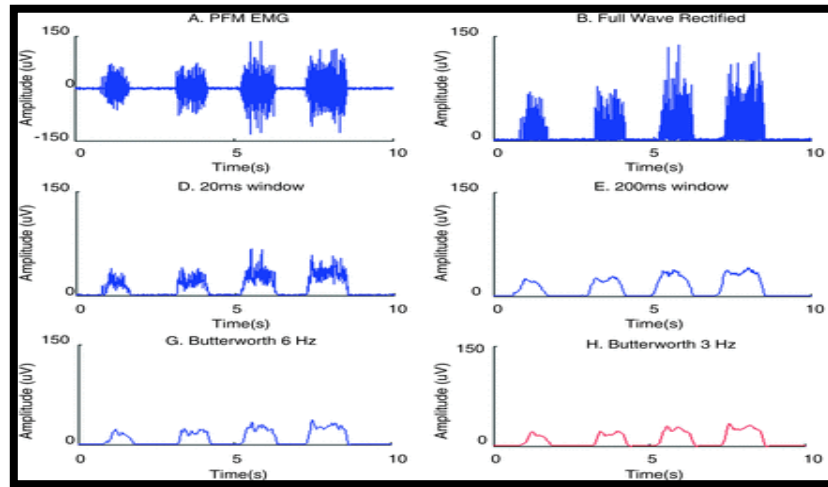 A. PFM EMG
150
0
-150
Amplitude (uV)
0 5 10
Time(s)
B. Full Wave Rectified
150
0
Amplitude (uV)
0 5 10
Time(s)
D. 20ms window
150
0
Amplitude (uV)
0 5 10
Time(s)
E. 200ms window
150
0
Amplitude (uV)
0 5 10
Time(s)
G. Butterworth 6 Hz
150
0
Amplitude (uV)
0 5 10
Time(s)
H. Butterworth 3 Hz
150
0
Amplitude (uV)
0 5 10
Time(s)